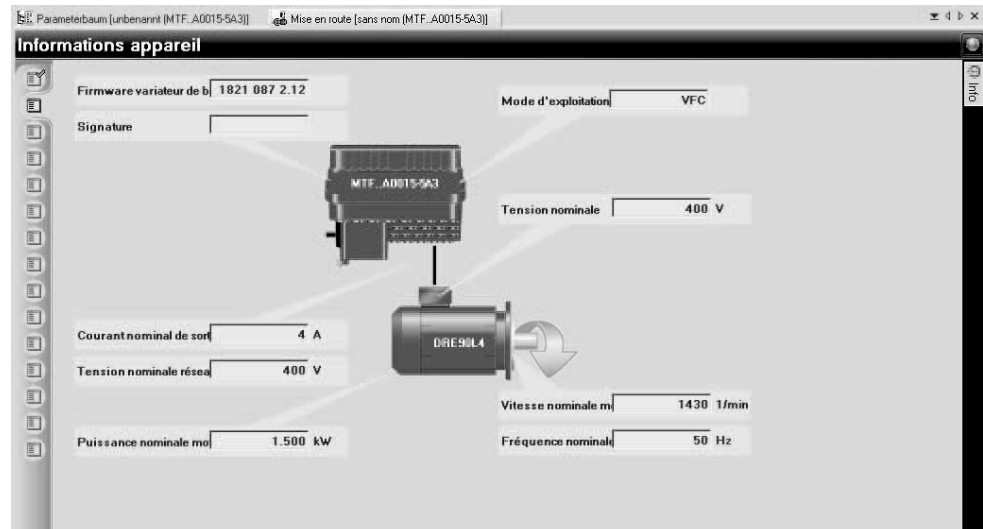 Parameterbaum [unbenannt (MTF..A0015-5A3)] Mise en route [sans nom (MTF..A0015-5A3)]
Informations appareil
Info
Firmware variateur de b 1821 087 2.12
Mode d'exploitation VFC
Signature
MTF..A0015-5A3
Tension nominale 400 V
Courant nominal de sort 4 A
DRE90L4
Tension nominale résea 400 V
Vitesse nominale m 1430 1/min
Puissance nominale mo 1.500 kW
Fréquence nominale 50 Hz